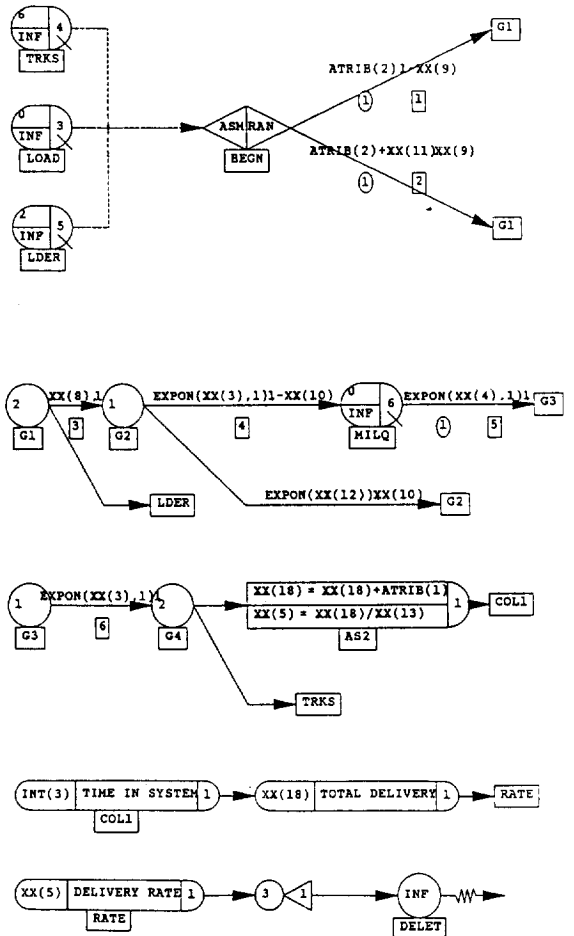 6
INF
4
TRKS
0
INF
3
LOAD
2
INF
5
LDER
ASM
RAN
BEGN
ATRIB(2)1-XX(9)
1
1
G1
ATRIB(2)+XX(11)XX(9)
1
2
G1
2
G1
XX(8),1
3
1
G2
EXPON(XX(3),1)1-XX(10)
4
0
INF
6
MILQ
EXPON(XX(4),1)1
1
5
G3
LDER
EXPON(XX(12))XX(10)
G2
1
G3
EXPON(XX(3),1)1
6
2
G4
XX(18) = XX(18)+ATRIB(1)
XX(5) = XX(18)/XX(13)
1
AS2
COL1
TRKS
INT(3)
TIME IN SYSTEM
1
COL1
XX(18)
TOTAL DELIVERY
1
RATE
XX(5)
DELIVERY RATE
1
RATE
3
1
INF
DELET